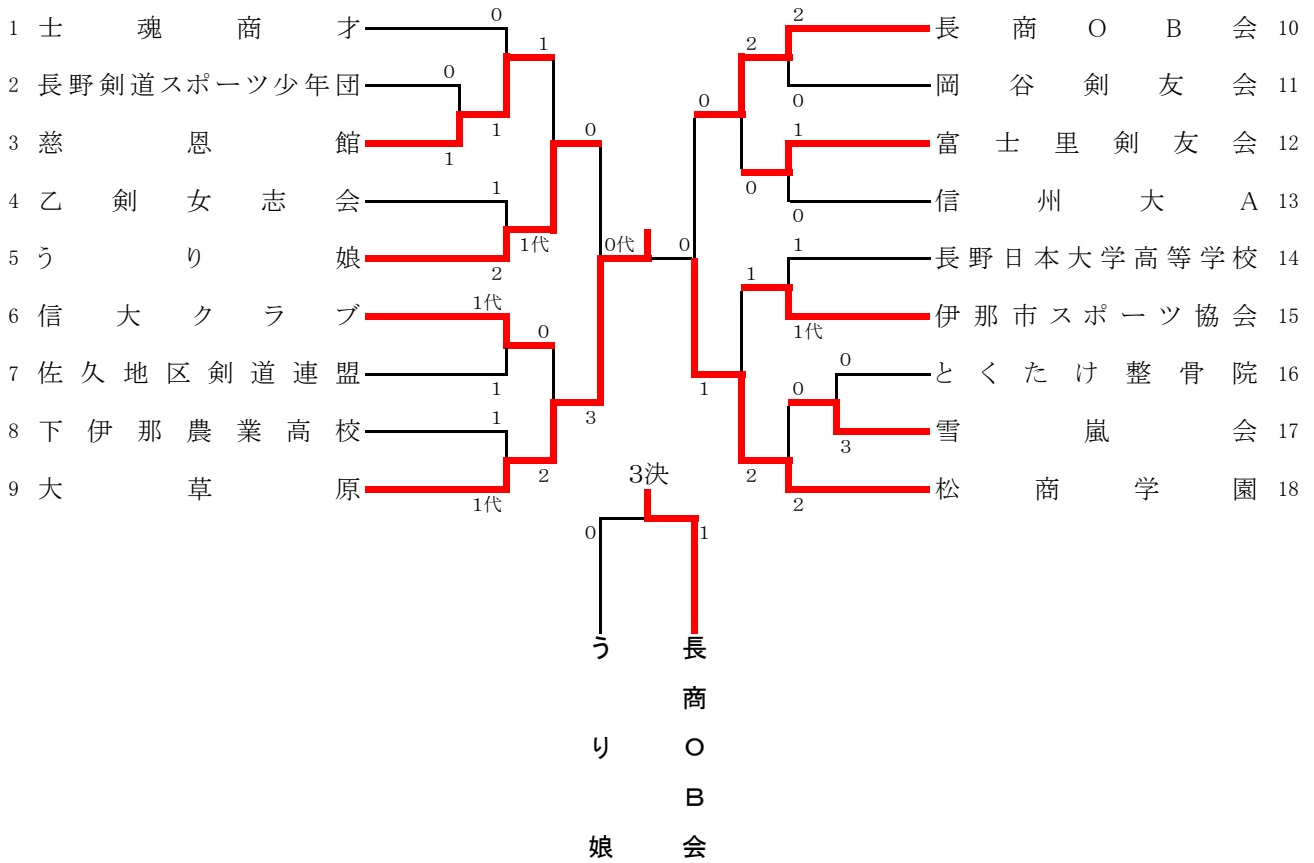 1 士魂商才
2 長野剣道スポーツ少年団
3 慈恩館
4 乙剣女志会
5 うり娘
6 信大クラブ
7 佐久地区剣道連盟
8 下伊那農業高校
9 大草原
0
0
1
1
1
1
2
1代
1
0
1代
1
0
1
1代
2
3
0代
0
長商OB会 10
岡谷剣友会 11
富士里剣友会 12
信州大A 13
長野日本大学高等学校 14
伊那市スポーツ協会 15
とくたけ整骨院 16
雪嵐会 17
松商学園 18
2
0
2
1
0
0
0
1
1代
1
0
3
0
2
2
1
3決
0
1
うり娘
長商OB会